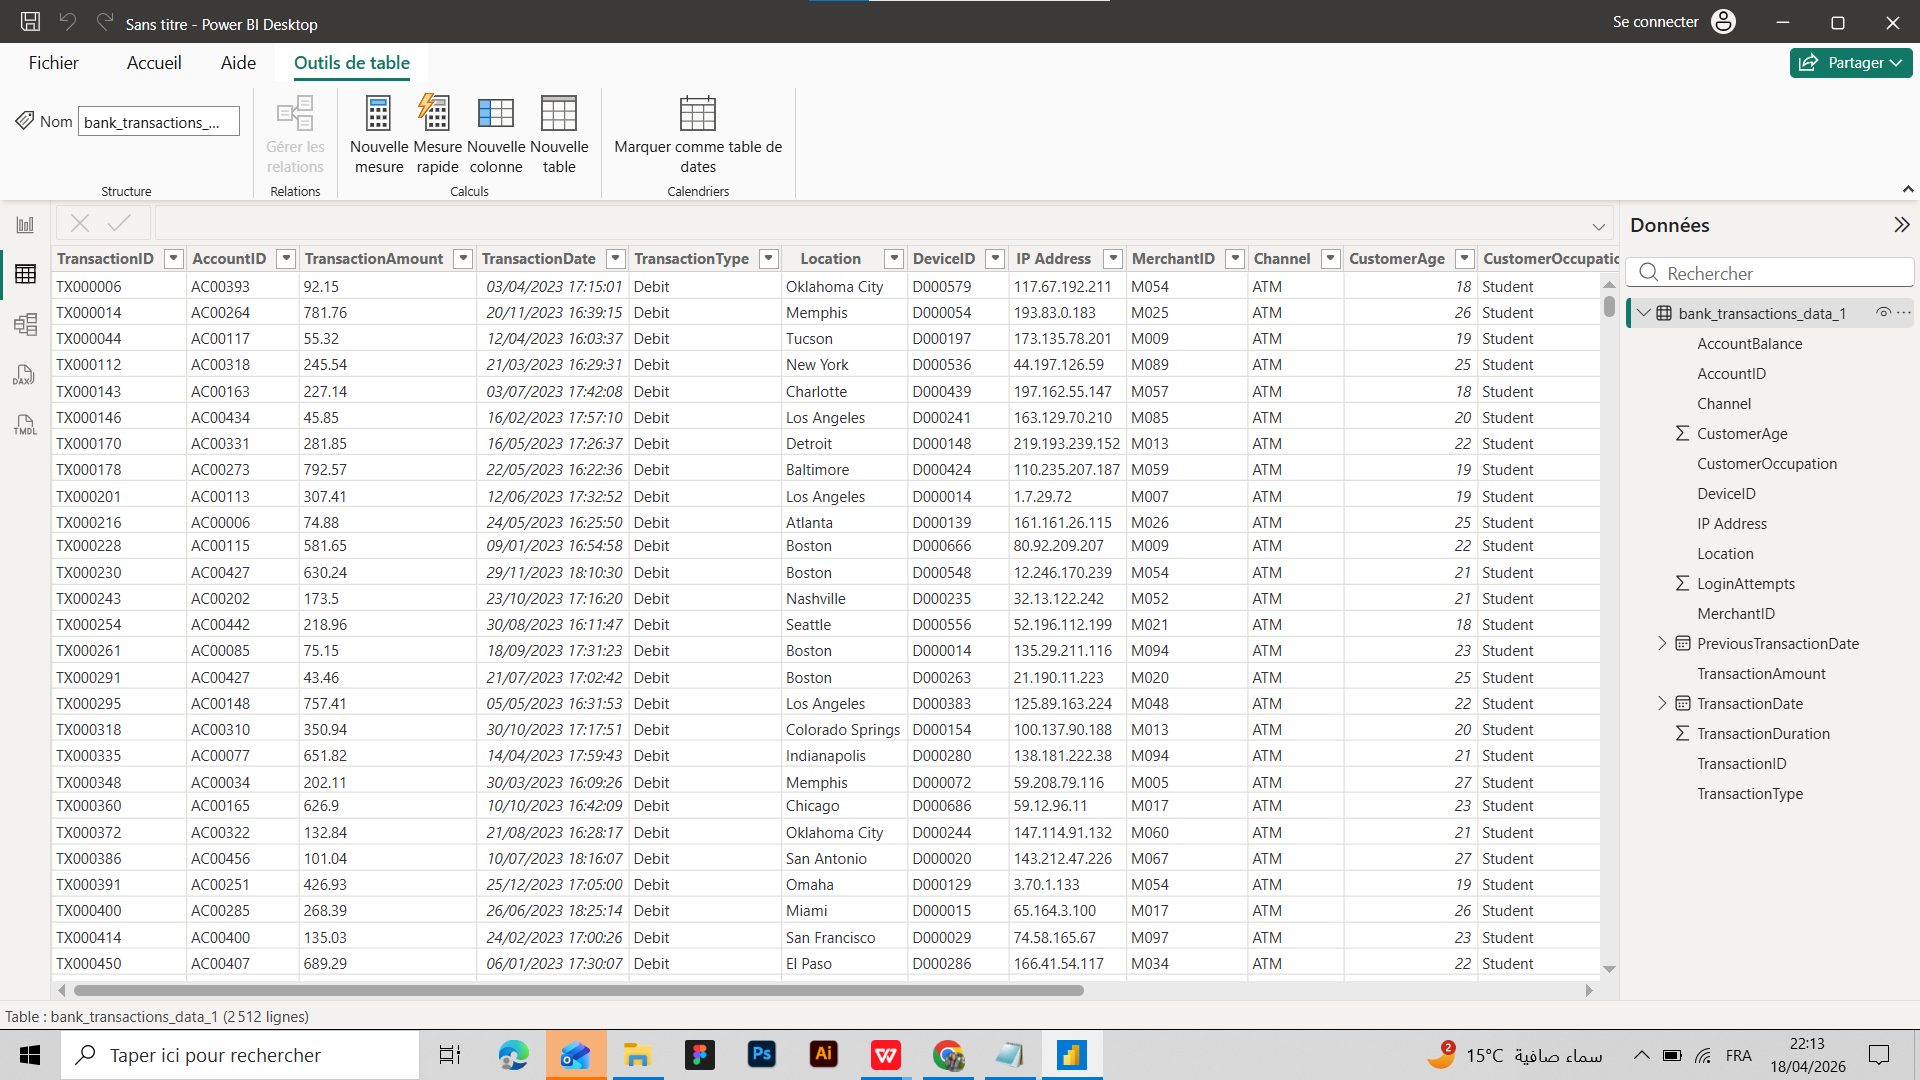 Sans titre - Power BI Desktop
Se connecter
Fichier Accueil Aide Outils de table
Partager
Nom bank_transactions_...
Gérer les relations
Nouvelle mesure
Mesure rapide
Nouvelle colonne
Nouvelle table
Marquer comme table de dates
Structure Relations Calculs Calendriers
TransactionID AccountID TransactionAmount TransactionDate TransactionType Location DeviceID IP Address MerchantID Channel CustomerAge CustomerOccupatic
TX000006 AC00393 92.15 03/04/2023 17:15:01 Debit Oklahoma City D000579 117.67.192.211 M054 ATM 18 Student
TX000014 AC00264 781.76 20/11/2023 16:39:15 Debit Memphis D000054 193.83.0.183 M025 ATM 26 Student
TX000044 AC00117 55.32 12/04/2023 16:03:37 Debit Tucson D000197 173.135.78.201 M009 ATM 19 Student
TX000112 AC00318 245.54 21/03/2023 16:29:31 Debit New York D000536 44.197.126.59 M089 ATM 25 Student
TX000143 AC00163 227.14 03/07/2023 17:42:08 Debit Charlotte D000439 197.162.55.147 M057 ATM 18 Student
TX000146 AC00434 45.85 16/02/2023 17:57:10 Debit Los Angeles D000241 163.129.70.210 M085 ATM 20 Student
TX000170 AC00331 281.85 16/05/2023 17:26:37 Debit Detroit D000148 219.193.239.152 M013 ATM 22 Student
TX000178 AC00273 792.57 22/05/2023 16:22:36 Debit Baltimore D000424 110.235.207.187 M059 ATM 19 Student
TX000201 AC00113 307.41 12/06/2023 17:32:52 Debit Los Angeles D000014 1.7.29.72 M007 ATM 19 Student
TX000216 AC00006 74.88 24/05/2023 16:25:50 Debit Atlanta D000139 161.161.26.115 M026 ATM 25 Student
TX000228 AC00115 581.65 09/01/2023 16:54:58 Debit Boston D000666 80.92.209.207 M009 ATM 22 Student
TX000230 AC00427 630.24 29/11/2023 18:10:30 Debit Boston D000548 12.246.170.239 M054 ATM 21 Student
TX000243 AC00202 173.5 23/10/2023 17:16:20 Debit Nashville D000235 32.13.122.242 M052 ATM 21 Student
TX000254 AC00442 218.96 30/08/2023 16:11:47 Debit Seattle D000556 52.196.112.199 M021 ATM 18 Student
TX000261 AC00085 75.15 18/09/2023 17:31:23 Debit Boston D000014 135.29.211.116 M094 ATM 23 Student
TX000291 AC00427 43.46 21/07/2023 17:02:42 Debit Boston D000263 21.190.11.223 M020 ATM 25 Student
TX000295 AC00148 757.41 05/05/2023 16:31:53 Debit Los Angeles D000383 125.89.163.224 M048 ATM 22 Student
TX000318 AC00310 350.94 30/10/2023 17:17:51 Debit Colorado Springs D000154 100.137.90.188 M013 ATM 20 Student
TX000335 AC00077 651.82 14/04/2023 17:59:43 Debit Indianapolis D000280 138.181.222.38 M094 ATM 21 Student
TX000348 AC00034 202.11 30/03/2023 16:09:26 Debit Memphis D000072 59.208.79.116 M005 ATM 27 Student
TX000360 AC00165 626.9 10/10/2023 16:42:09 Debit Chicago D000686 59.12.96.11 M017 ATM 23 Student
TX000372 AC00322 132.84 21/08/2023 16:28:17 Debit Oklahoma City D000244 147.114.91.132 M060 ATM 21 Student
TX000386 AC00456 101.04 10/07/2023 18:16:07 Debit San Antonio D000020 143.212.47.226 M067 ATM 27 Student
TX000391 AC00251 426.93 25/12/2023 17:05:00 Debit Omaha D000129 3.70.1.133 M054 ATM 19 Student
TX000400 AC00285 268.39 26/06/2023 18:25:14 Debit Miami D000015 65.164.3.100 M017 ATM 26 Student
TX000414 AC00400 135.03 24/02/2023 17:00:26 Debit San Francisco D000029 74.58.165.67 M097 ATM 23 Student
TX000450 AC00407 689.29 06/01/2023 17:30:07 Debit El Paso D000286 166.41.54.117 M034 ATM 22 Student
Données
Rechercher
bank_transactions_data_1
AccountBalance
AccountID
Channel
CustomerAge
CustomerOccupation
DeviceID
IP Address
Location
LoginAttempts
MerchantID
PreviousTransactionDate
TransactionAmount
TransactionDate
TransactionDuration
TransactionID
TransactionType
DAX
TMDL
Table : bank_transactions_data_1 (2 512 lignes)
Taper ici pour rechercher
Ps
Ai
W
2
15°C سماء صافية
FRA
22:13
18/04/2026